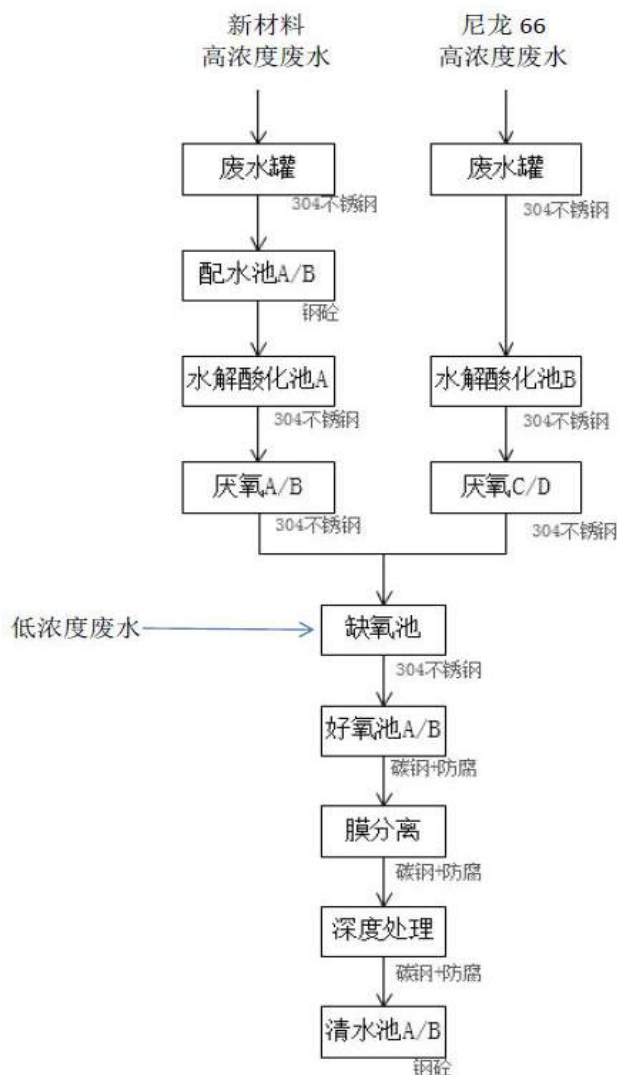 新材料
高浓度废水
尼龙 66
高浓度废水
废水罐
304不锈钢
废水罐
304不锈钢
配水池A/B
钢砼
水解酸化池A
304不锈钢
水解酸化池B
304不锈钢
厌氧A/B
304不锈钢
厌氧C/D
304不锈钢
低浓度废水
缺氧池
304不锈钢
好氧池A/B
碳钢+防腐
膜分离
碳钢+防腐
深度处理
碳钢+防腐
清水池A/B
钢砼